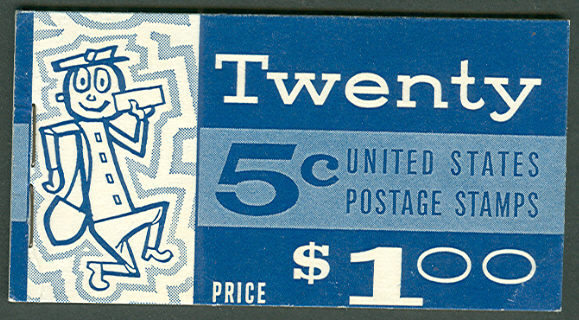 Twenty
5c UNITED STATES
POSTAGE STAMPS
PRICE $1.00